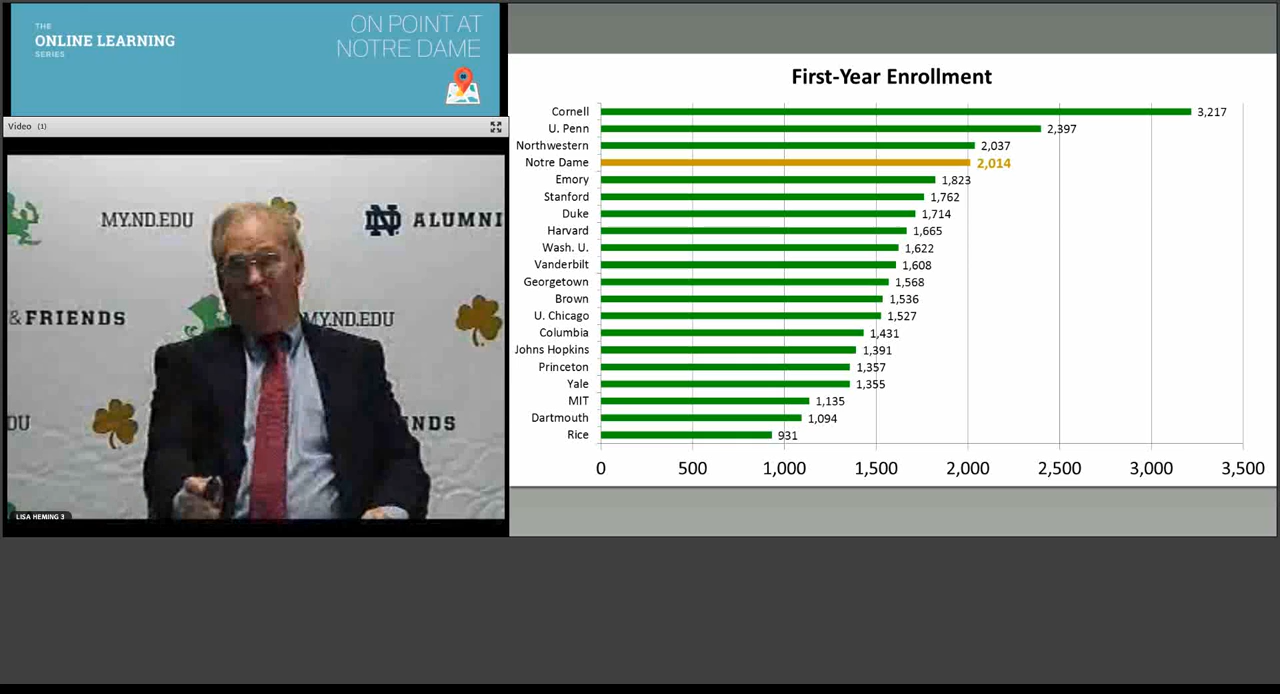 THE
ONLINE LEARNING
SERIES
ON POINT AT
NOTRE DAME
Video (1)
MY.ND.EDU
ND ALUMNI
& FRIENDS
MY.ND.EDU
DU
NDS
LISA HEMING 3
First-Year Enrollment
Cornell 3,217
U. Penn 2,397
Northwestern 2,037
Notre Dame 2,014
Emory 1,823
Stanford 1,762
Duke 1,714
Harvard 1,665
Wash. U. 1,622
Vanderbilt 1,608
Georgetown 1,568
Brown 1,536
U. Chicago 1,527
Columbia 1,431
Johns Hopkins 1,391
Princeton 1,357
Yale 1,355
MIT 1,135
Dartmouth 1,094
Rice 931
0 500 1,000 1,500 2,000 2,500 3,000 3,500